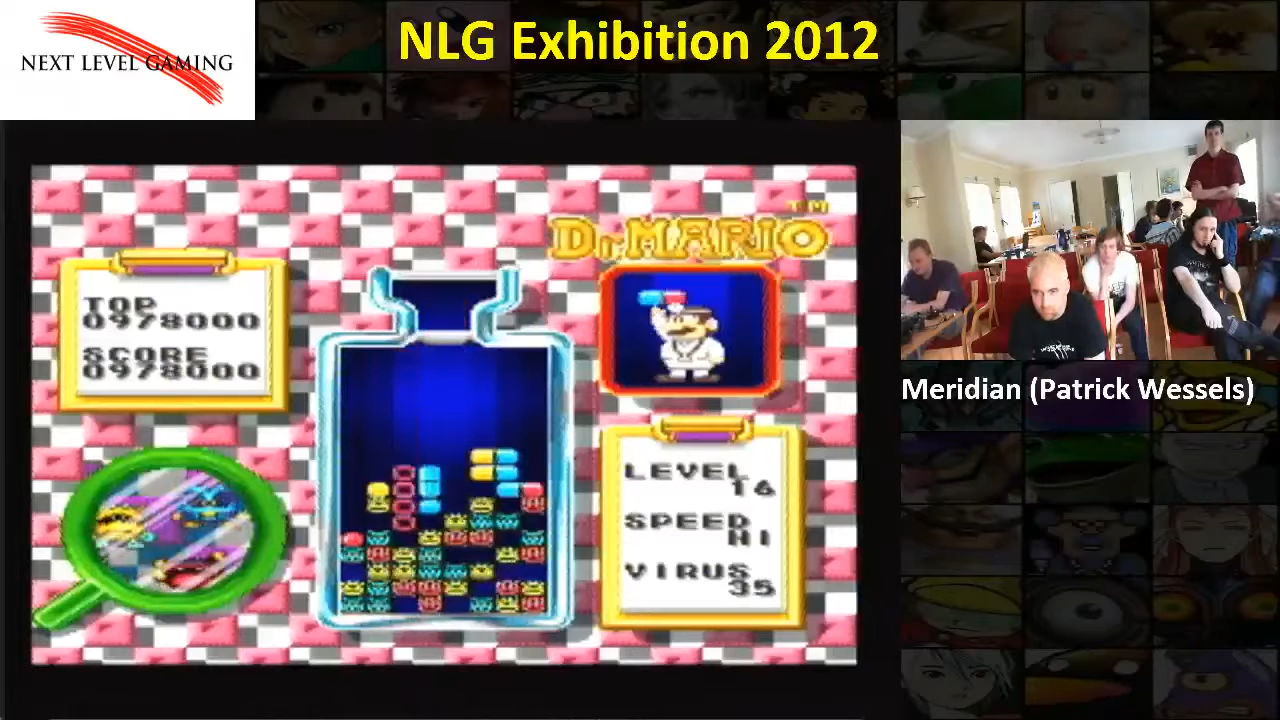 NEXT LEVEL GAMING
NLG Exhibition 2012
TM
Dr.MARIO
TOP
0978000
SCORE
0978000
LEVEL
16
SPEED
HI
VIRUS
35
Meridian (Patrick Wessels)